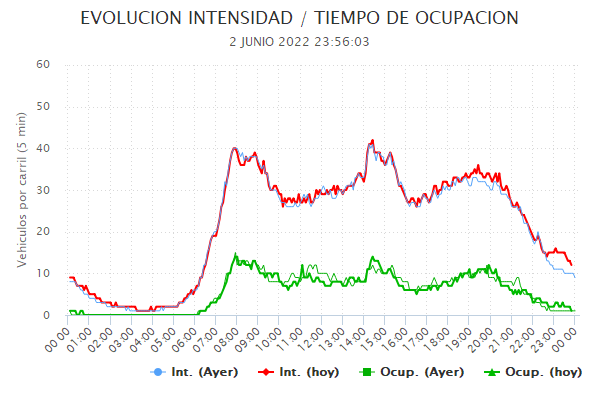 EVOLUCION INTENSIDAD / TIEMPO DE OCUPACION
2 JUNIO 2022 23:56:03
Vehiculos por carril (5 min)
60
50
40
30
20
10
0
00:00 01:00 02:00 03:00 04:00 05:00 06:00 07:00 08:00 09:00 10:00 11:00 12:00 13:00 14:00 15:00 16:00 17:00 18:00 19:00 20:00 21:00 22:00 23:00 00:00
Int. (Ayer) Int. (hoy) Ocup. (Ayer) Ocup. (hoy)